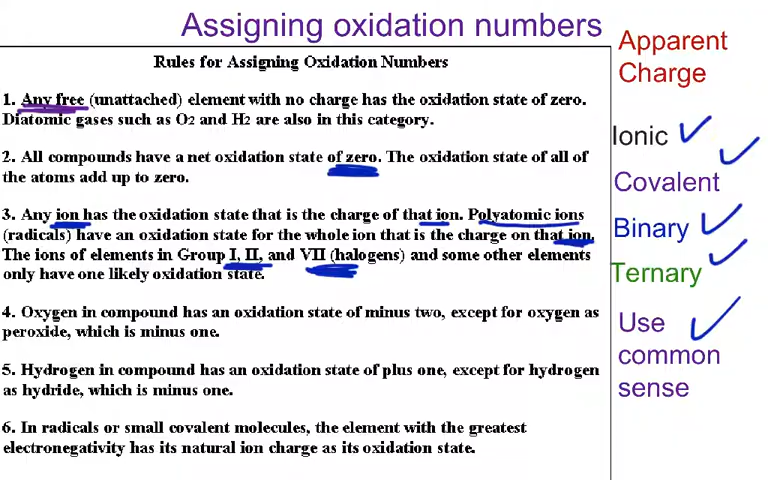 Assigning oxidation numbers
Rules for Assigning Oxidation Numbers
1. Any free (unattached) element with no charge has the oxidation state of zero.
Diatomic gases such as O2 and H2 are also in this category.
2. All compounds have a net oxidation state of zero. The oxidation state of all of
the atoms add up to zero.
3. Any ion has the oxidation state that is the charge of that ion. Polyatomic ions
(radicals) have an oxidation state for the whole ion that is the charge on that ion.
The ions of elements in Group I, II, and VII (halogens) and some other elements
only have one likely oxidation state.
4. Oxygen in compound has an oxidation state of minus two, except for oxygen as
peroxide, which is minus one.
5. Hydrogen in compound has an oxidation state of plus one, except for hydrogen
as hydride, which is minus one.
6. In radicals or small covalent molecules, the element with the greatest
electronegativity has its natural ion charge as its oxidation state.
Apparent
Charge
Ionic
Covalent
Binary
Ternary
Use
common
sense